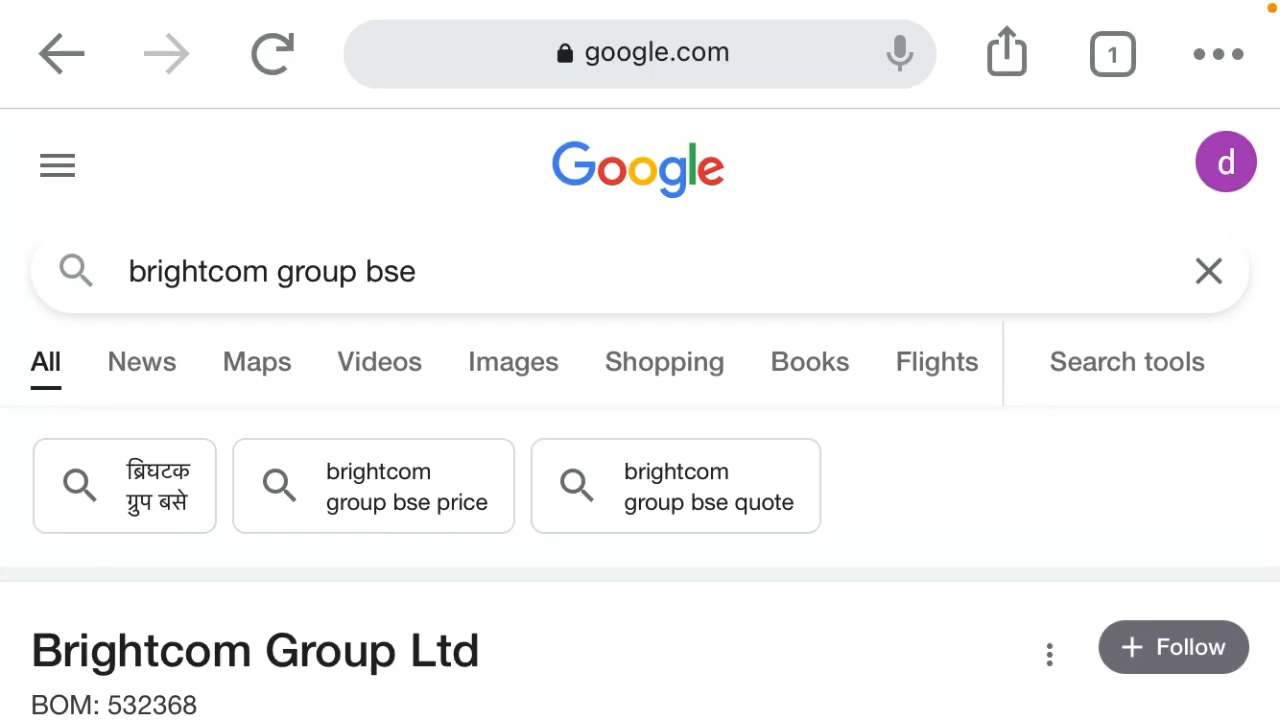 google.com
1
Google
d
brightcom group bse
All News Maps Videos Images Shopping Books Flights Search tools
ब्रिघटक
ग्रुप बसे
brightcom
group bse price
brightcom
group bse quote
Brightcom Group Ltd
+ Follow
BOM: 532368